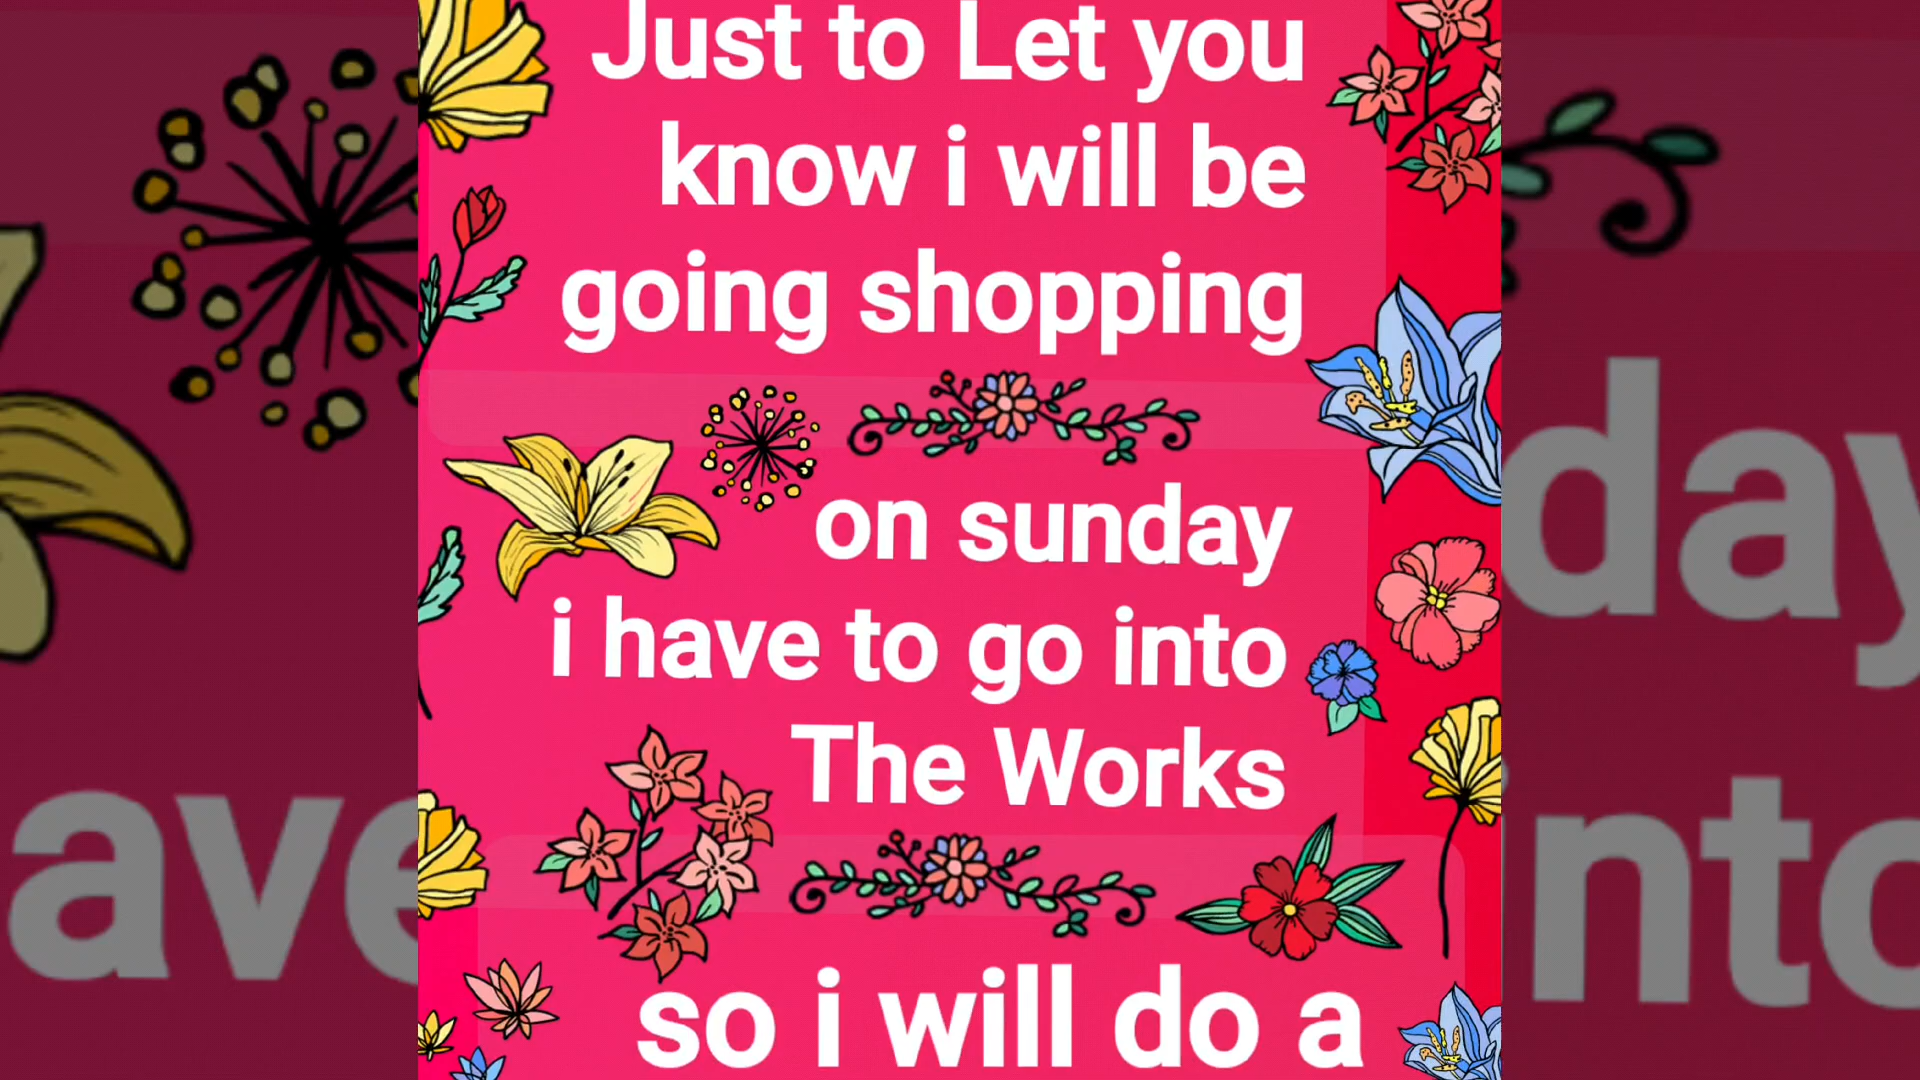 Just to Let you
know i will be
going shopping
on sunday
i have to go into
The Works
so i will do a